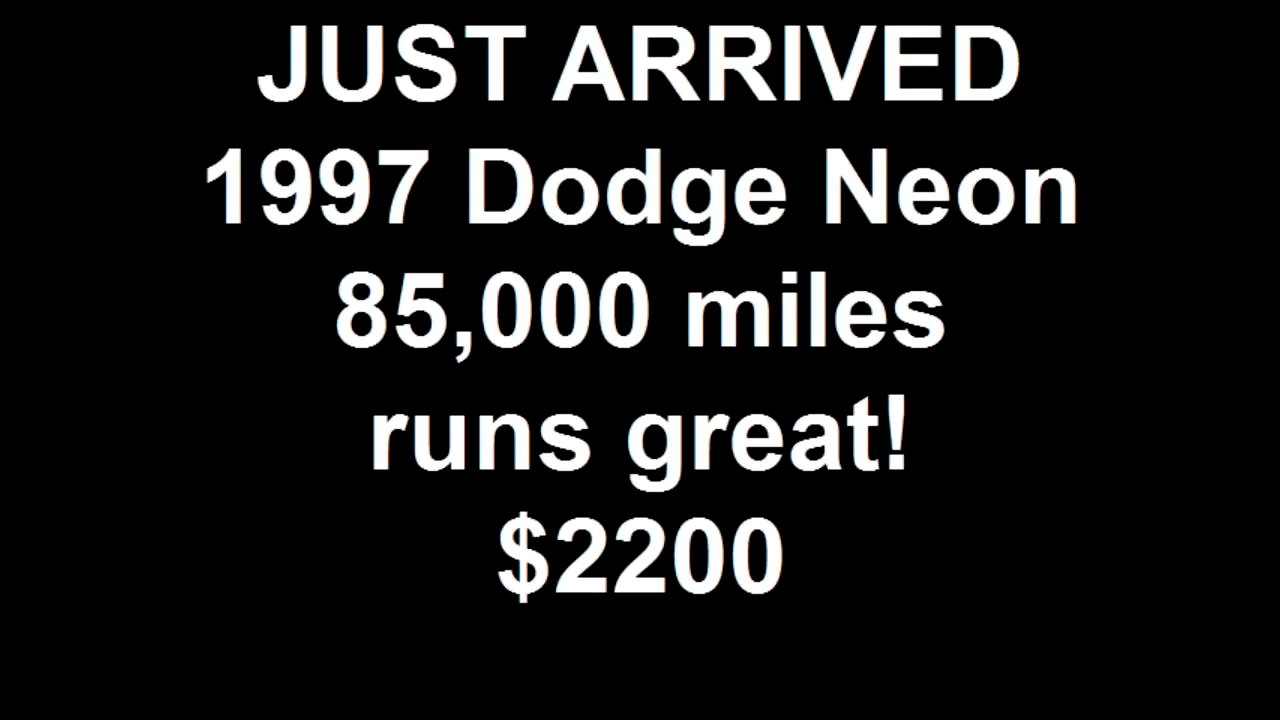 JUST ARRIVED
1997 Dodge Neon
85,000 miles
runs great!
$2200